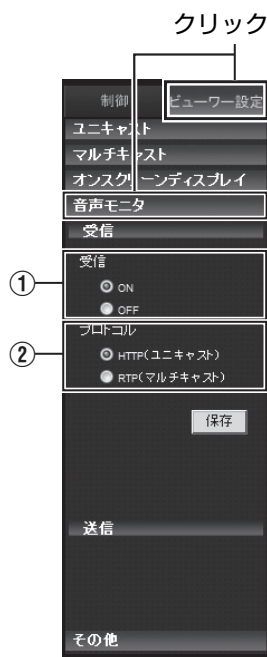 クリック
制御 ビューワー設定
ユニキャスト
マルチキャスト
オンスクリーンディスプレイ
音声モニタ
受信
受信
① ON
OFF
プロトコル
② HTTP(ユニキャスト)
RTP(マルチキャスト)
保存
送信
その他